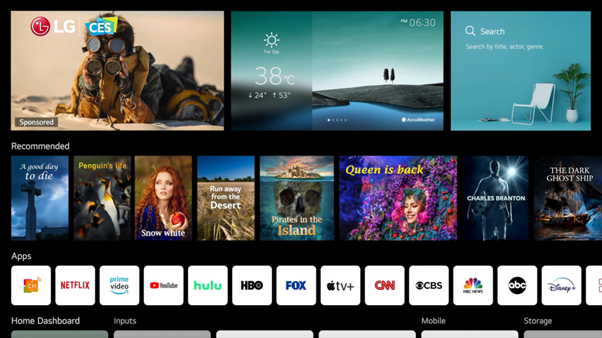 LG CES
Sponsored
PM 06:30
Tue Day
38°C
↓ 24° ↑ 53°
AccuWeather
Search
Search by title, actor, genre.
Recommended
A good day
to die
Penguin's life
Snow white
Run away
from the
Desert
Pirates in the
Island
Queen is back
CHARLES BRANTON
THE DARK
GHOST SHIP
Apps
CH
NETFLIX
prime
video
YouTube
hulu
HBO
FOX
tv+
CNN
CBS
NBC NEWS
abc
Disney+
Home Dashboard
Inputs
Mobile
Storage